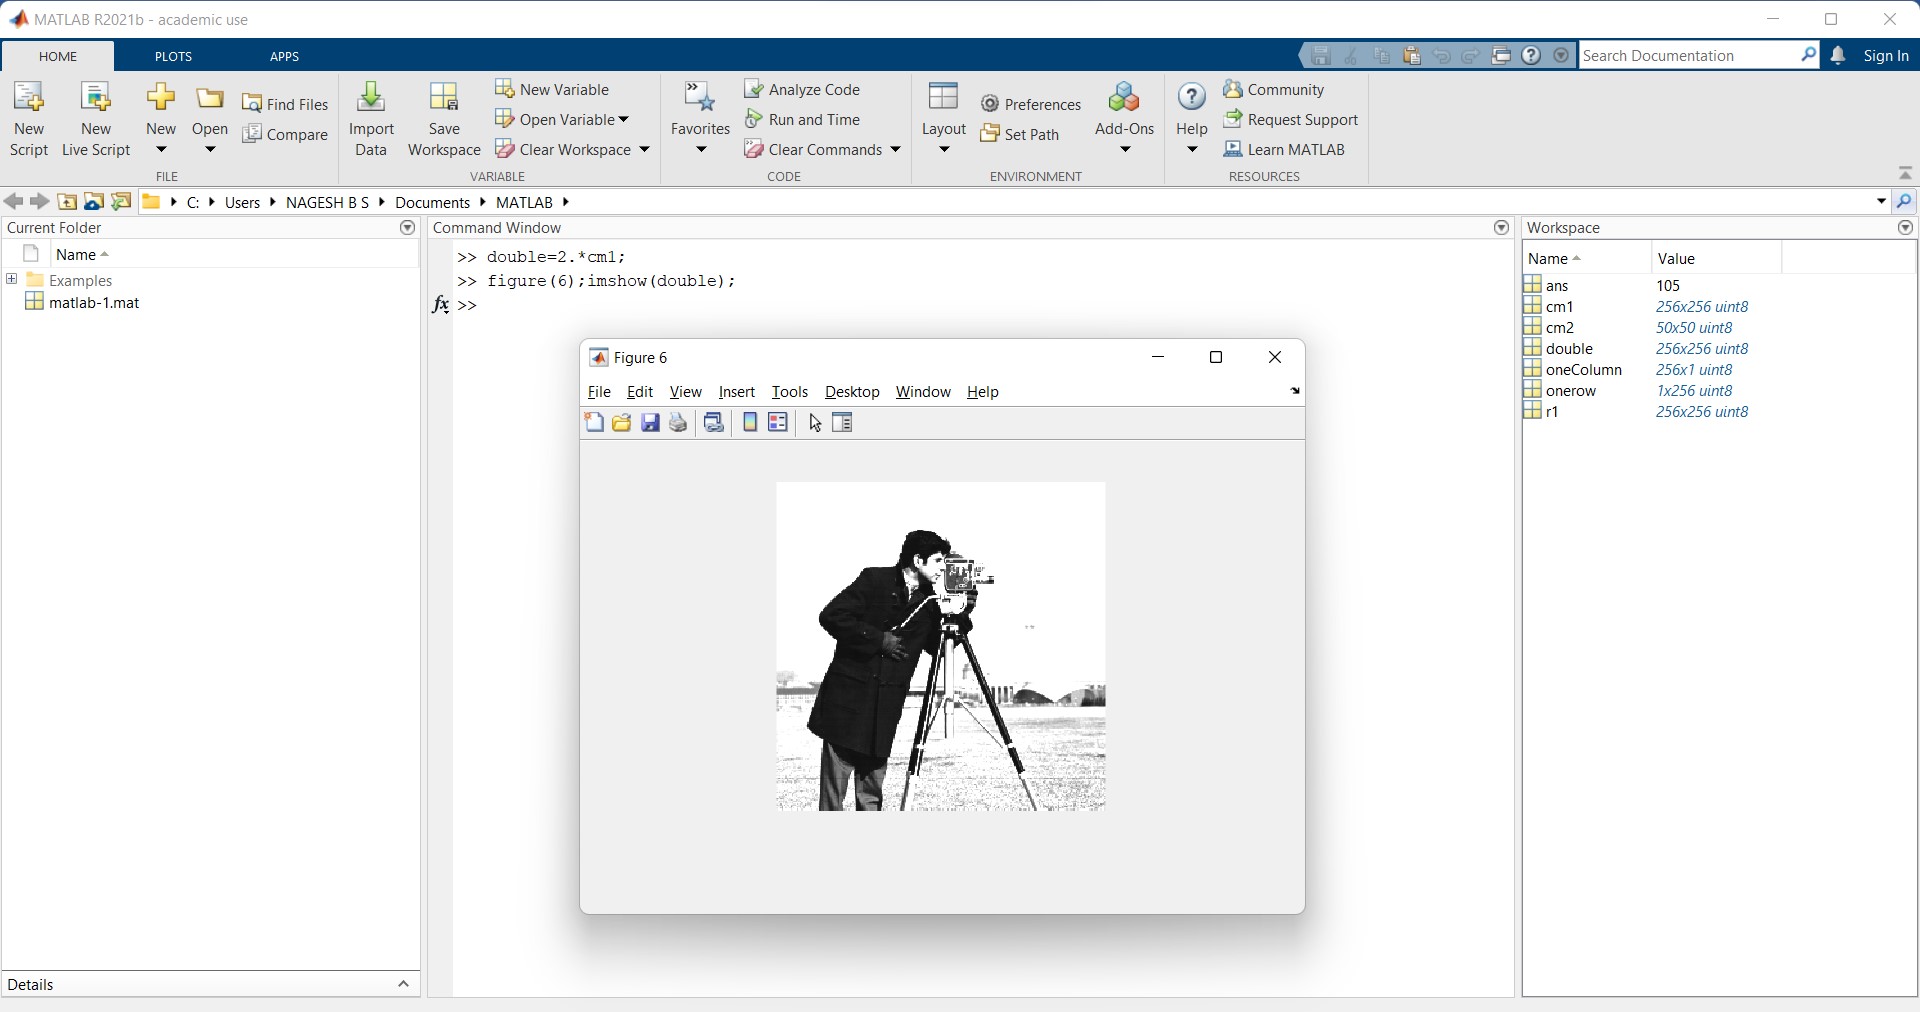 MATLAB R2021b - academic use
HOME PLOTS APPS
Search Documentation
Sign In
New Script
New Live Script
New
Open
Find Files
Compare
FILE
Import Data
Save Workspace
New Variable
Open Variable
Clear Workspace
VARIABLE
Favorites
Analyze Code
Run and Time
Clear Commands
CODE
Layout
Preferences
Set Path
Add-Ons
ENVIRONMENT
Help
Community
Request Support
Learn MATLAB
RESOURCES
C: Users NAGESH B S Documents MATLAB
Current Folder
Name
Examples
matlab-1.mat
Details
Command Window
>> double=2.*cm1;
>> figure(6);imshow(double);
fx >>
Figure 6
File Edit View Insert Tools Desktop Window Help
Workspace
Name Value
ans 105
cm1 256x256 uint8
cm2 50x50 uint8
double 256x256 uint8
oneColumn 256x1 uint8
onerow 1x256 uint8
r1 256x256 uint8